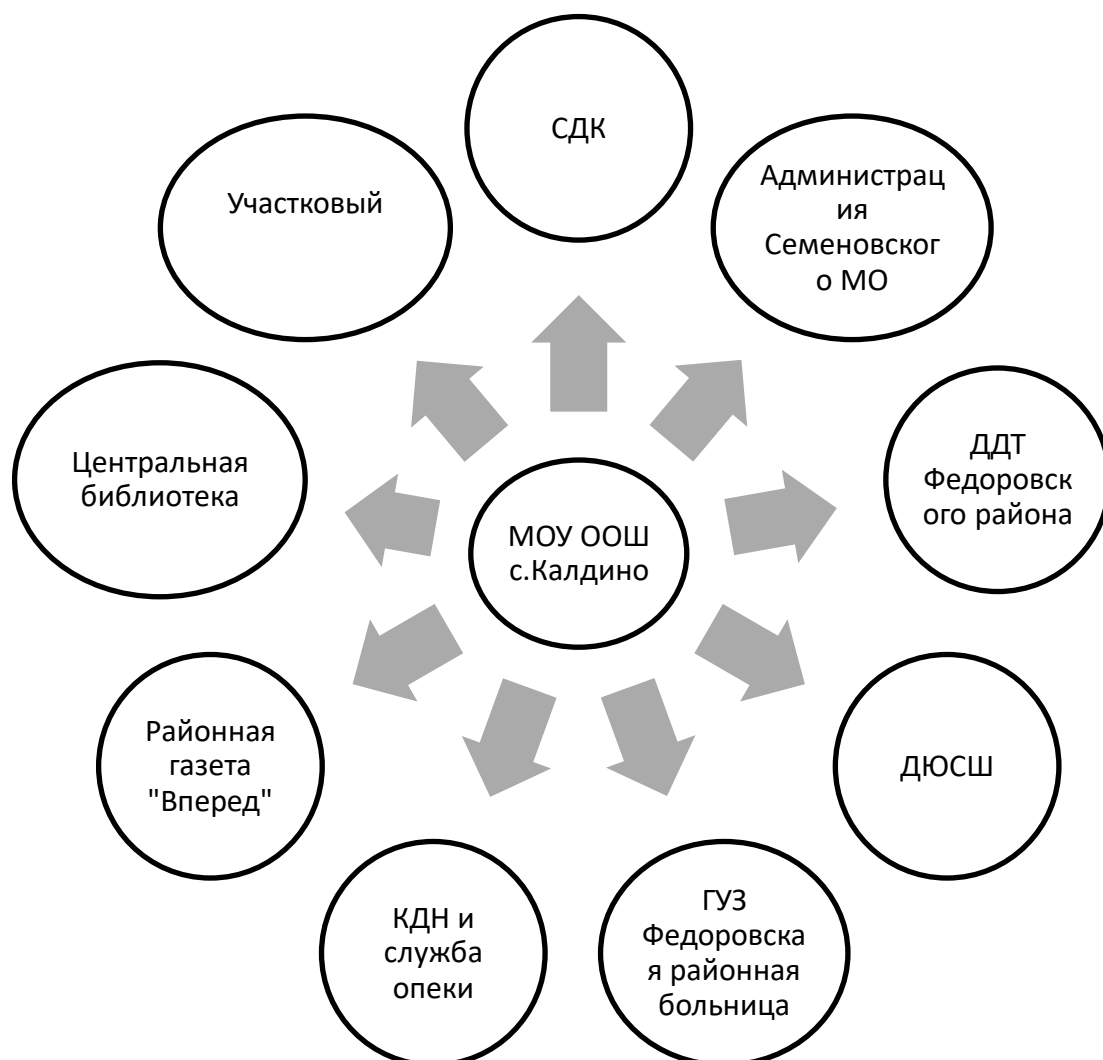 СДК
Администрац
ия
Семеновског
о МО
Участковый
ДДТ
Федоровск
ого района
Центральная
библиотека
МОУ ООШ
с.Калдино
ДЮСШ
Районная
газета
"Вперед"
КДН и
служба
опеки
ГУЗ
Федоровска
я районная
больница